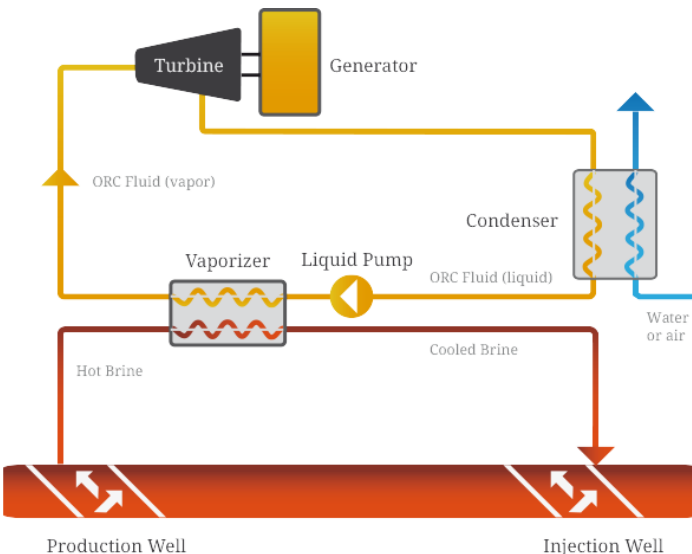 Turbine
Generator
ORC Fluid (vapor)
Condenser
Vaporizer
Liquid Pump
ORC Fluid (liquid)
Water
or air
Cooled Brine
Hot Brine
Production Well
Injection Well